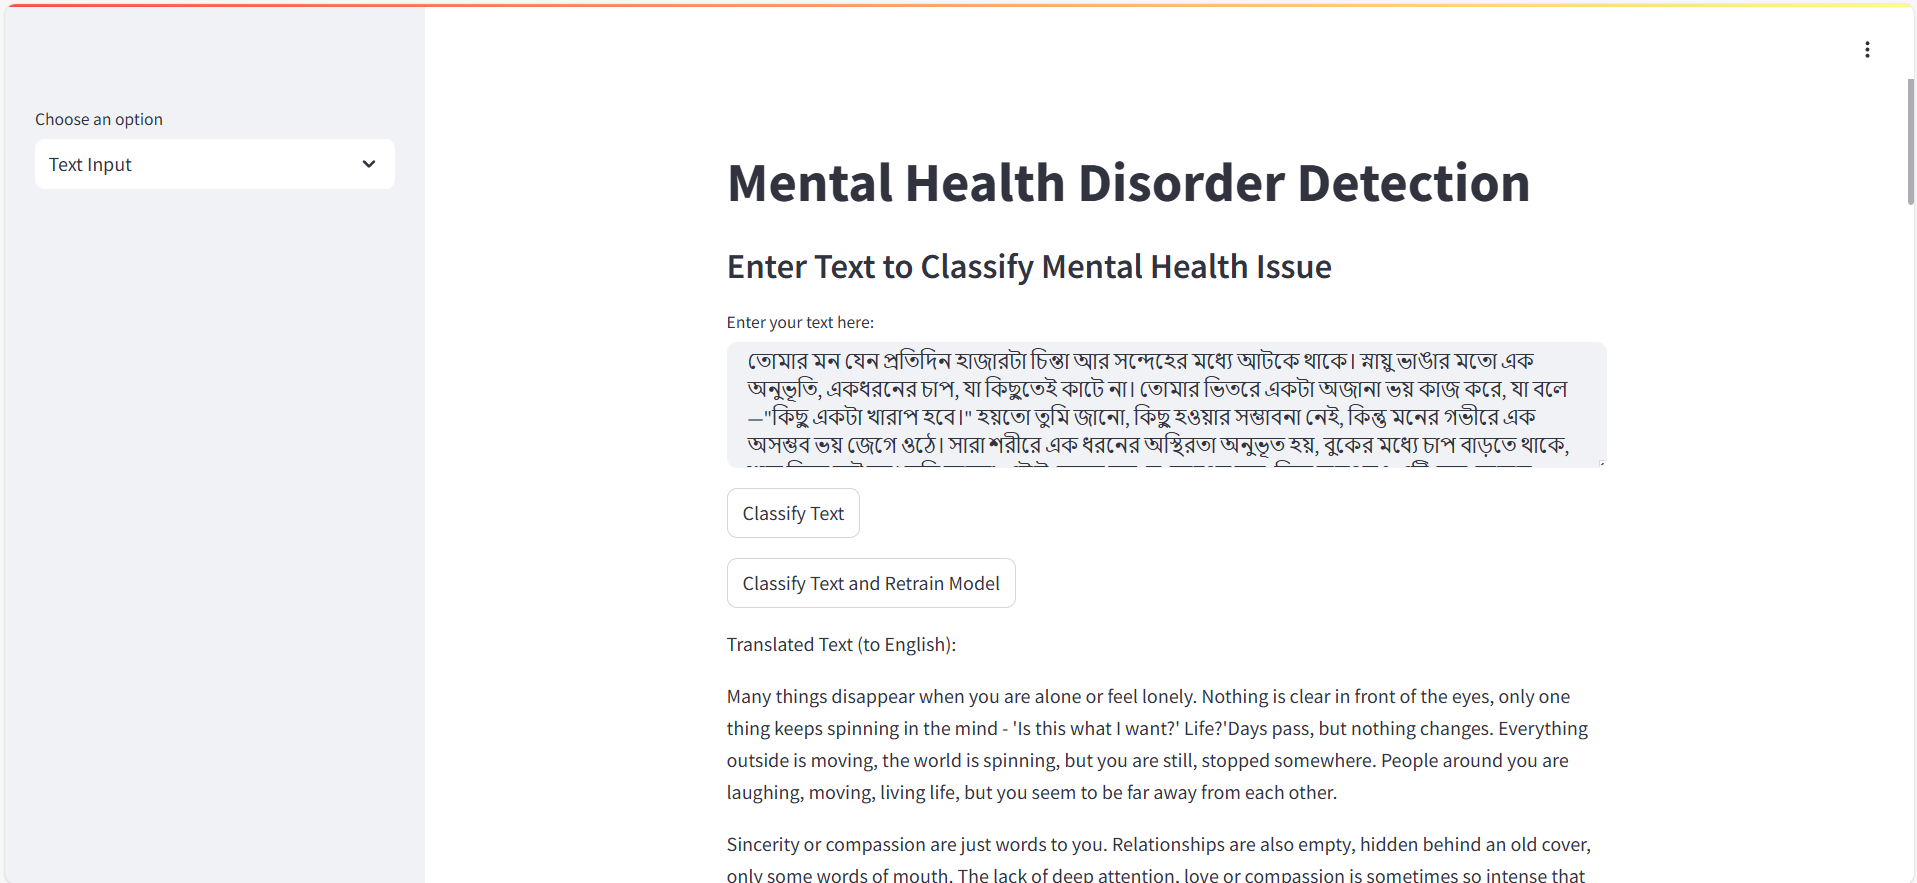 Choose an option
Text Input
Mental Health Disorder Detection
Enter Text to Classify Mental Health Issue
Enter your text here:
তোমার মন যেন প্রতিদিন হাজারটা চিন্তা আর সন্দেহের মধ্যে আটকে থাকে। স্নায়ু ভাঙার মতো এক
অনুভূতি, একধরনের চাপ, যা কিছুতেই কাটে না। তোমার ভিতরে একটা অজানা ভয় কাজ করে, যা বলে
—"কিছু একটা খারাপ হবে।" হয়তো তুমি জানো, কিছু হওয়ার সম্ভাবনা নেই, কিন্তু মনের গভীরে এক
অসম্ভব ভয় জেগে ওঠে। সারা শরীরে এক ধরনের অস্থিরতা অনুভূত হয়, বুকের মধ্যে চাপ বাড়তে থাকে,
Classify Text
Classify Text and Retrain Model
Translated Text (to English):
Many things disappear when you are alone or feel lonely. Nothing is clear in front of the eyes, only one
thing keeps spinning in the mind - 'Is this what I want?' Life?'Days pass, but nothing changes. Everything
outside is moving, the world is spinning, but you are still, stopped somewhere. People around you are
laughing, moving, living life, but you seem to be far away from each other.
Sincerity or compassion are just words to you. Relationships are also empty, hidden behind an old cover,
only some words of mouth. The lack of deep attention, love or compassion is sometimes so intense that